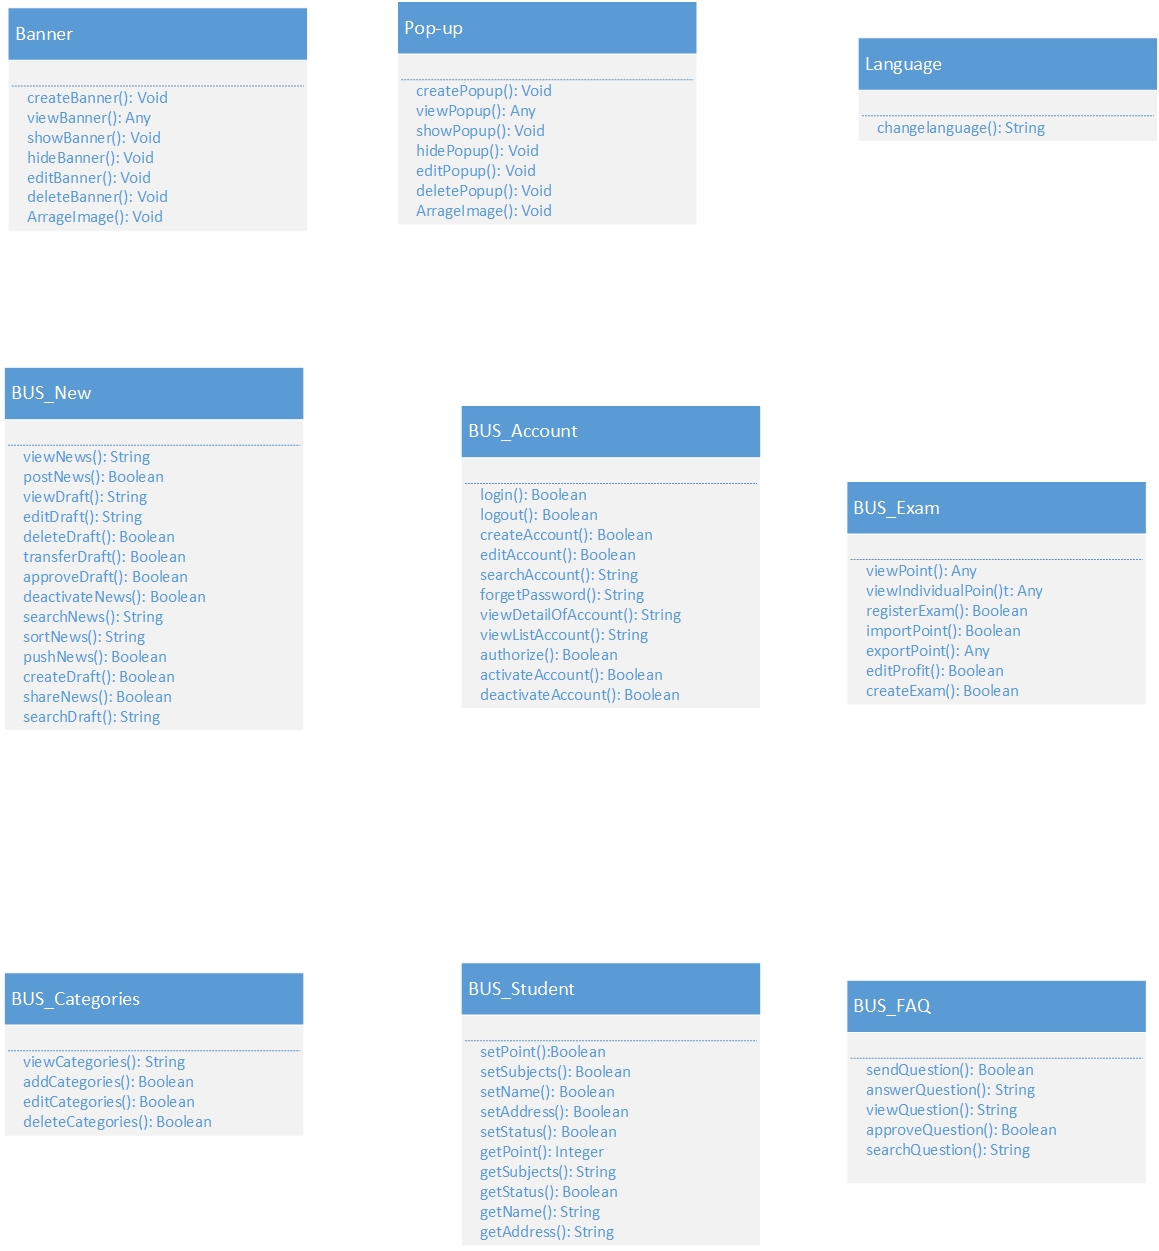 Banner
createBanner(): Void
viewBanner(): Any
showBanner(): Void
hideBanner(): Void
editBanner(): Void
deleteBanner(): Void
ArrageImage(): Void
Pop-up
createPopup(): Void
viewPopup(): Any
showPopup(): Void
hidePopup(): Void
editPopup(): Void
deletePopup(): Void
ArrageImage(): Void
Language
changelanguage(): String
BUS_New
viewNews(): String
postNews(): Boolean
viewDraft(): String
editDraft(): String
deleteDraft(): Boolean
transferDraft(): Boolean
approveDraft(): Boolean
deactivateNews(): Boolean
searchNews(): String
sortNews(): String
pushNews(): Boolean
createDraft(): Boolean
shareNews(): Boolean
searchDraft(): String
BUS_Account
login(): Boolean
logout(): Boolean
createAccount(): Boolean
editAccount(): Boolean
searchAccount(): String
forgetPassword(): String
viewDetailOfAccount(): String
viewListAccount(): String
authorize(): Boolean
activateAccount(): Boolean
deactivateAccount(): Boolean
BUS_Exam
viewPoint(): Any
viewIndividualPoin()t: Any
registerExam(): Boolean
importPoint(): Boolean
exportPoint(): Any
editProfit(): Boolean
createExam(): Boolean
BUS_Categories
viewCategories(): String
addCategories(): Boolean
editCategories(): Boolean
deleteCategories(): Boolean
BUS_Student
setPoint():Boolean
setSubjects(): Boolean
setName(): Boolean
setAddress(): Boolean
setStatus(): Boolean
getPoint(): Integer
getSubjects(): String
getStatus(): Boolean
getName(): String
getAddress(): String
BUS_FAQ
sendQuestion(): Boolean
answerQuestion(): String
viewQuestion(): String
approveQuestion(): Boolean
searchQuestion(): String